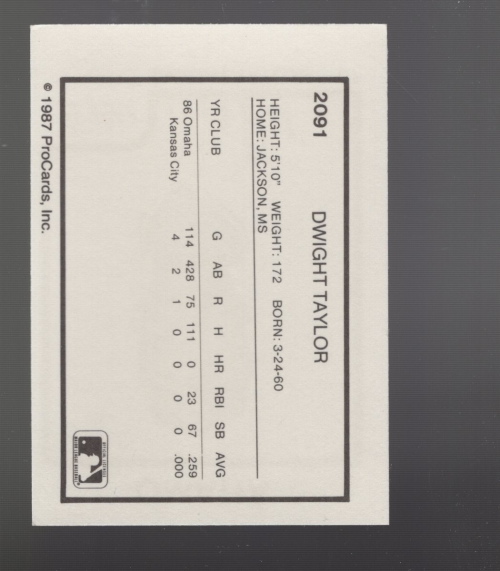 2091 DWIGHT TAYLOR
HEIGHT: 5'10" WEIGHT: 172 BORN: 3-24-60
HOME: JACKSON, MS
YR CLUB G AB R H HR RBI SB AVG
86 Omaha 114 428 75 111 0 23 67 .259
Kansas City 4 2 1 0 0 0 0 .000
© 1987 ProCards, Inc.